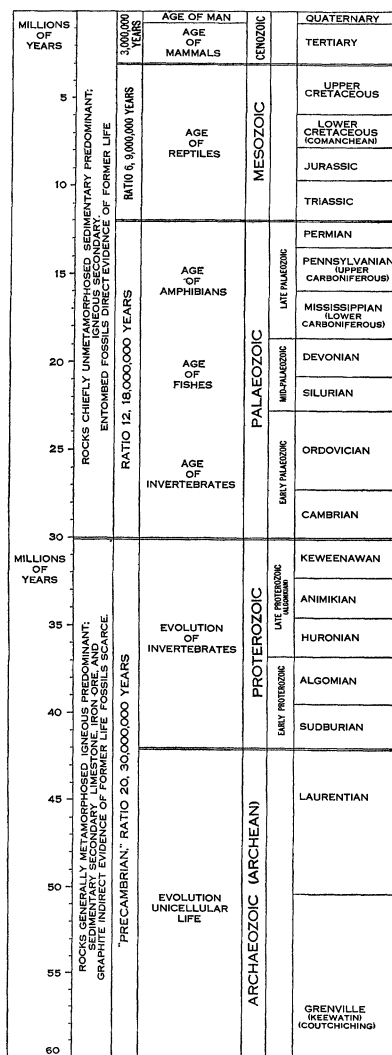 MILLIONS
OF
YEARS
5
10
15
20
25
30
MILLIONS
OF
YEARS
35
40
45
50
55
60
ROCKS CHIEFLY UNMETAMORPHOSED SEDIMENTARY PREDOMINANT;
IGNEOUS SECONDARY.
ENTOMBED FOSSILS DIRECT EVIDENCE OF FORMER LIFE
ROCKS GENERALLY METAMORPHOSED IGNEOUS PREDOMINANT;
SEDIMENTARY SECONDARY LIMESTONE, IRON ORE, AND
GRAPHITE INDIRECT EVIDENCE OF FORMER LIFE FOSSILS SCARCE.
3,000,000
YEARS
RATIO 6, 9,000,000 YEARS
RATIO 12, 18,000,000 YEARS
"PRECAMBRIAN," RATIO 20, 30,000,000 YEARS
AGE OF MAN
AGE
OF
MAMMALS
AGE
OF
REPTILES
AGE
OF
AMPHIBIANS
AGE
OF
FISHES
AGE
OF
INVERTEBRATES
EVOLUTION
OF
INVERTEBRATES
EVOLUTION
UNICELLULAR
LIFE
CENOZOIC
MESOZOIC
PALAEOZOIC
PROTEROZOIC
ARCHAEOZOIC (ARCHEAN)
LATE PALAEOZOIC
MID-PALAEOZOIC
EARLY PALAEOZOIC
LATE PROTEROZOIC
(ALGONKIAN)
EARLY PROTEROZOIC
QUATERNARY
TERTIARY
UPPER
CRETACEOUS
LOWER
CRETACEOUS
(COMANCHEAN)
JURASSIC
TRIASSIC
PERMIAN
PENNSYLVANIAN
(UPPER
CARBONIFEROUS)
MISSISSIPPIAN
(LOWER
CARBONIFEROUS)
DEVONIAN
SILURIAN
ORDOVICIAN
CAMBRIAN
KEWEENAWAN
ANIMIKIAN
HURONIAN
ALGOMIAN
SUDBURIAN
LAURENTIAN
GRENVILLE
(KEEWATIN)
(COUTCHICHING)